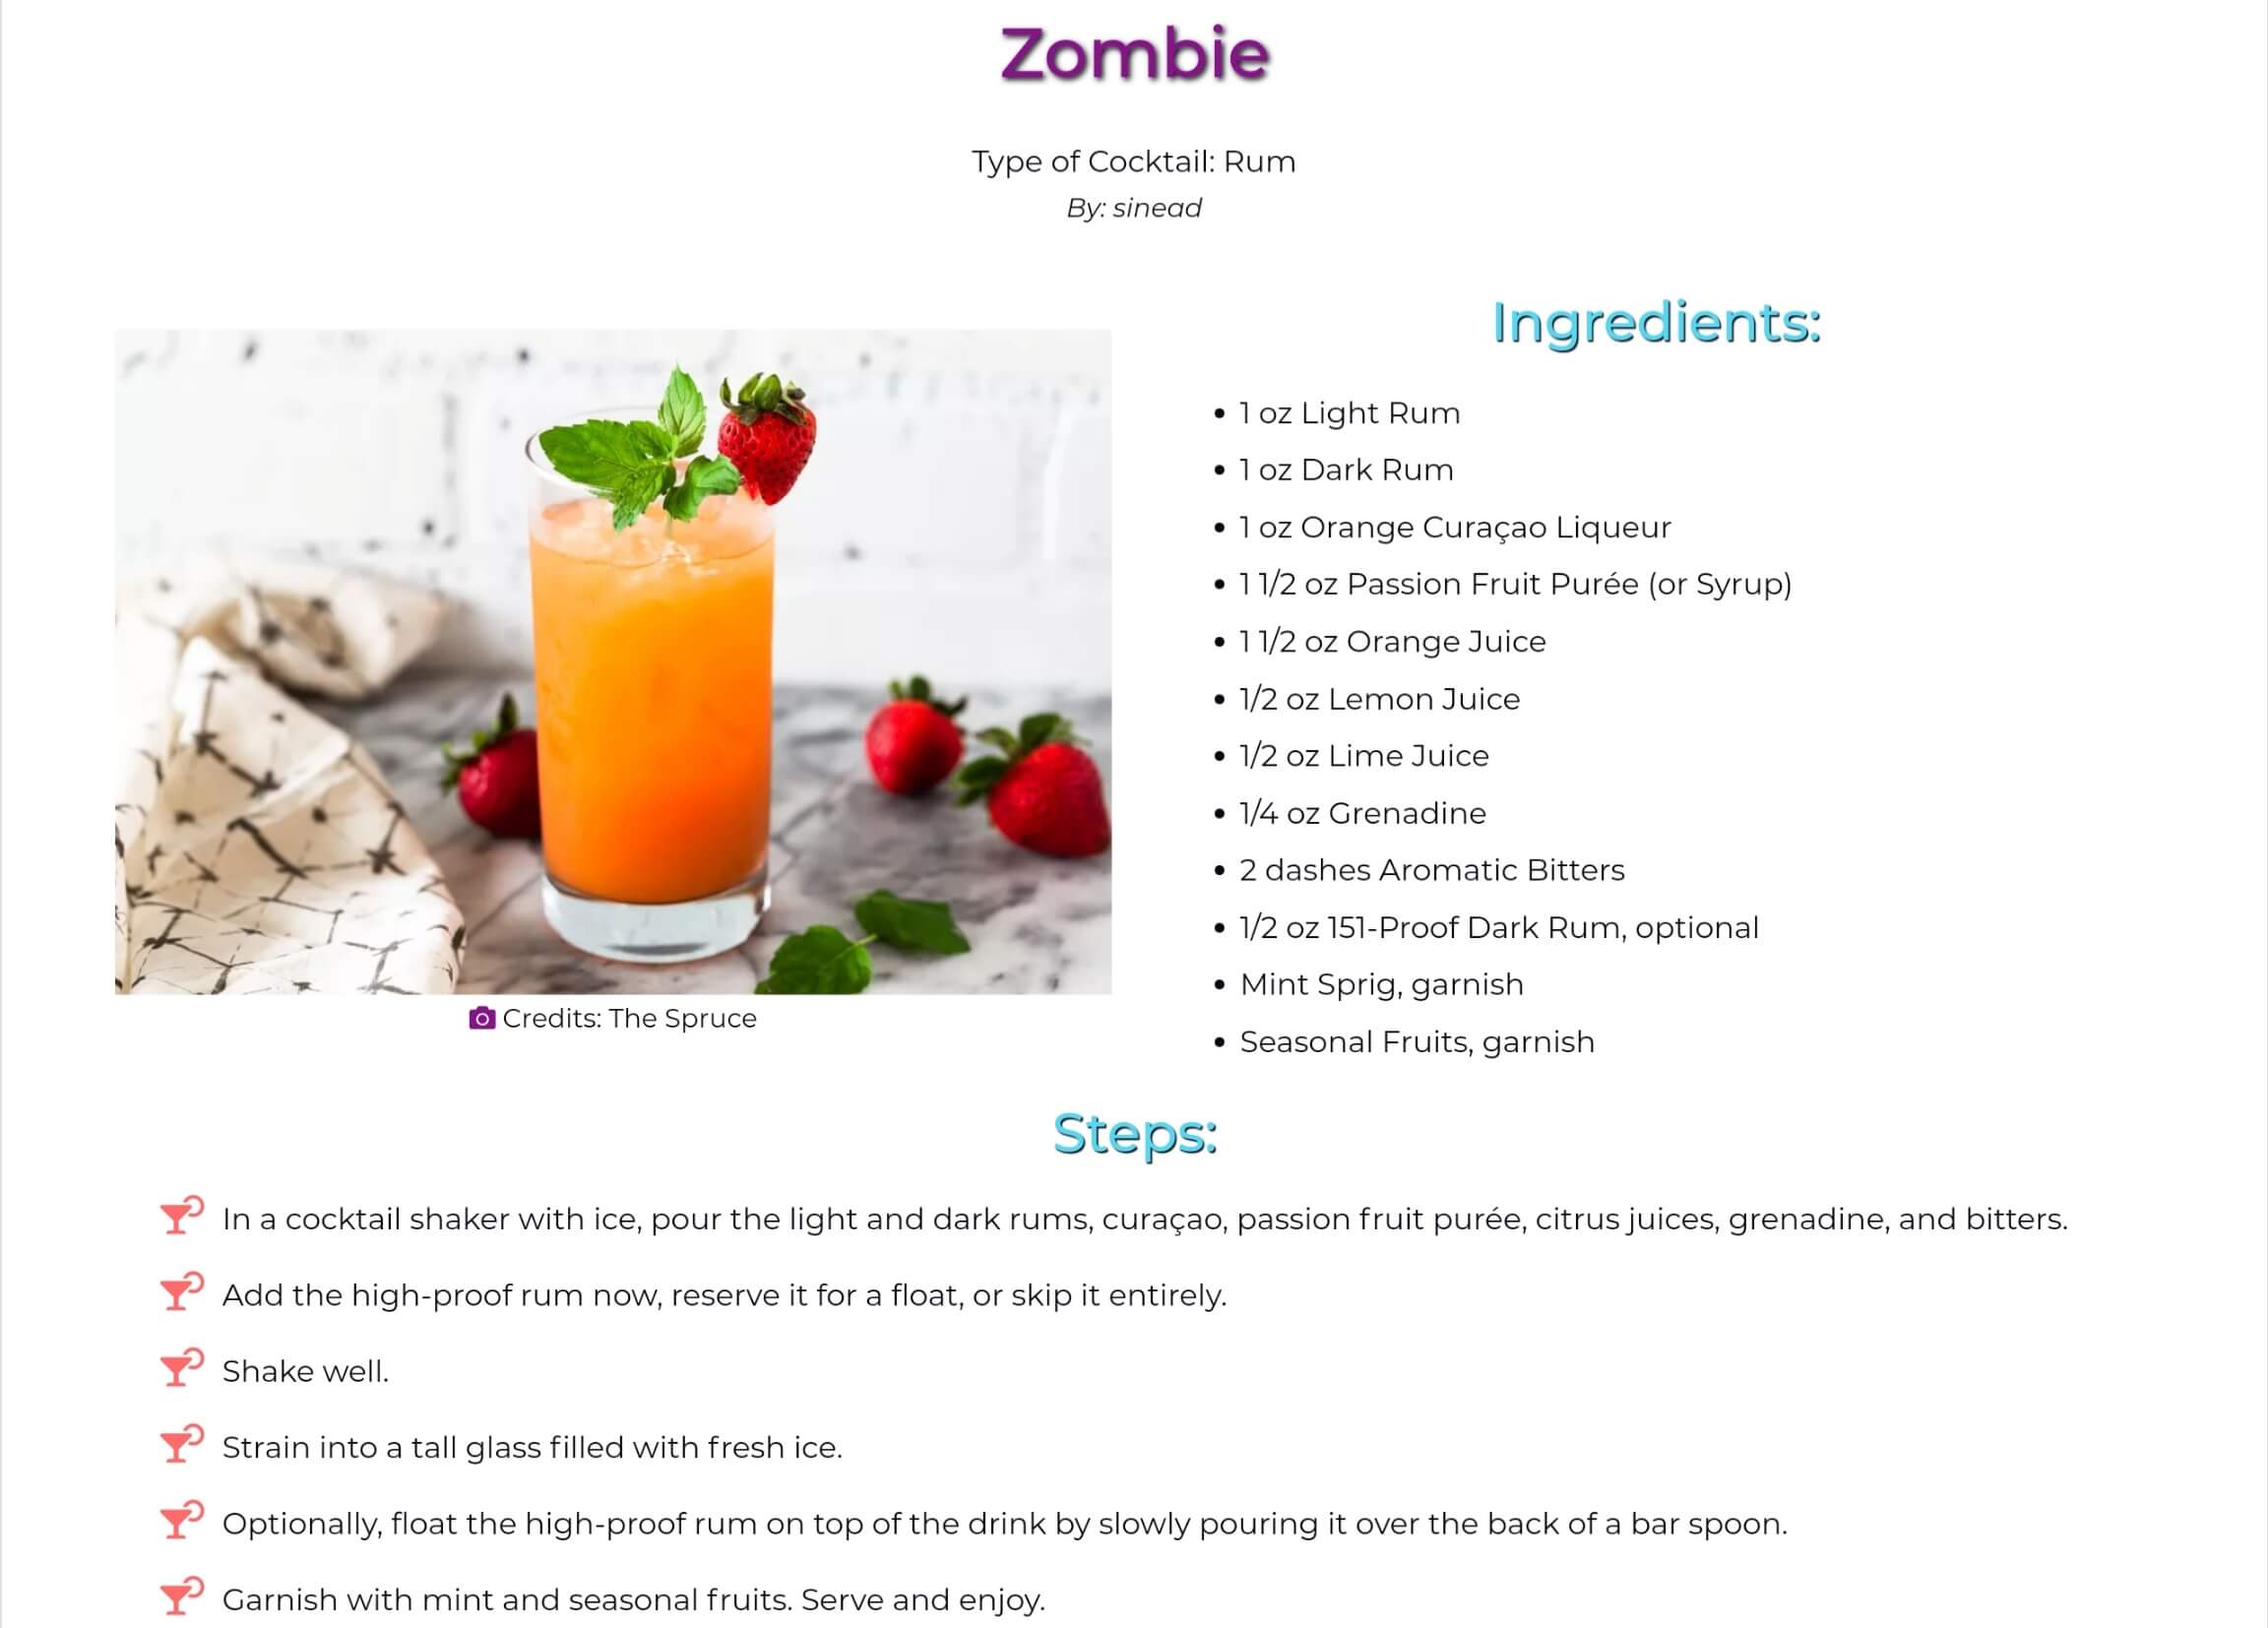 Zombie
Type of Cocktail: Rum
By: sinead
Ingredients:
1 oz Light Rum
1 oz Dark Rum
1 oz Orange Curaçao Liqueur
1 1/2 oz Passion Fruit Purée (or Syrup)
1 1/2 oz Orange Juice
1/2 oz Lemon Juice
1/2 oz Lime Juice
1/4 oz Grenadine
2 dashes Aromatic Bitters
1/2 oz 151-Proof Dark Rum, optional
Mint Sprig, garnish
Seasonal Fruits, garnish
Credits: The Spruce
Steps:
In a cocktail shaker with ice, pour the light and dark rums, curaçao, passion fruit purée, citrus juices, grenadine, and bitters.
Add the high-proof rum now, reserve it for a float, or skip it entirely.
Shake well.
Strain into a tall glass filled with fresh ice.
Optionally, float the high-proof rum on top of the drink by slowly pouring it over the back of a bar spoon.
Garnish with mint and seasonal fruits. Serve and enjoy.